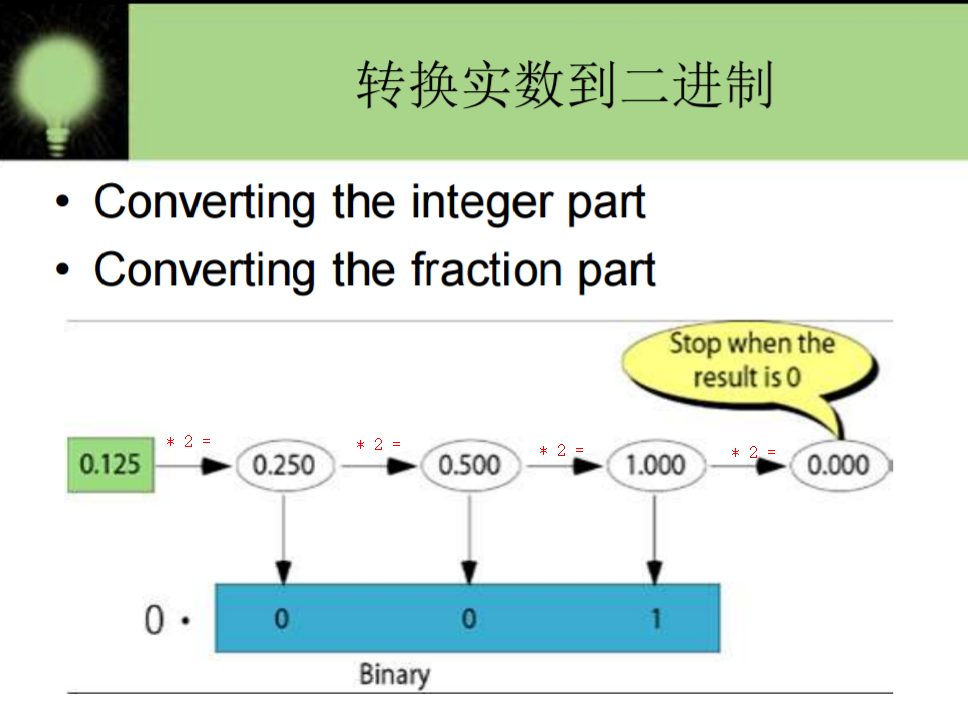 转换实数到二进制
• Converting the integer part
• Converting the fraction part
Stop when the
result is 0
0.125 * 2 = 0.250 * 2 = 0.500 * 2 = 1.000 * 2 = 0.000
0 • 0 0 1
Binary